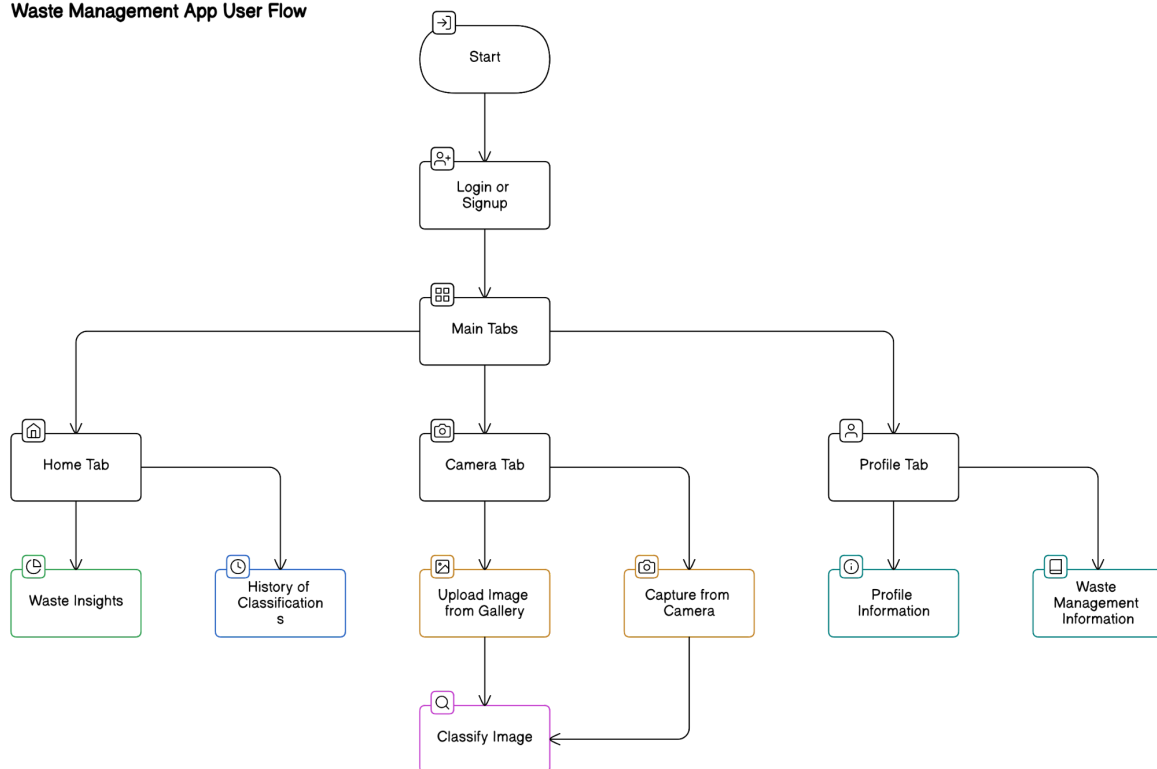 Waste Management App User Flow
Start
Login or
Signup
Main Tabs
Home Tab
Camera Tab
Profile Tab
Waste Insights
History of
Classification
s
Upload Image
from Gallery
Capture from
Camera
Profile
Information
Waste
Management
Information
Classify Image